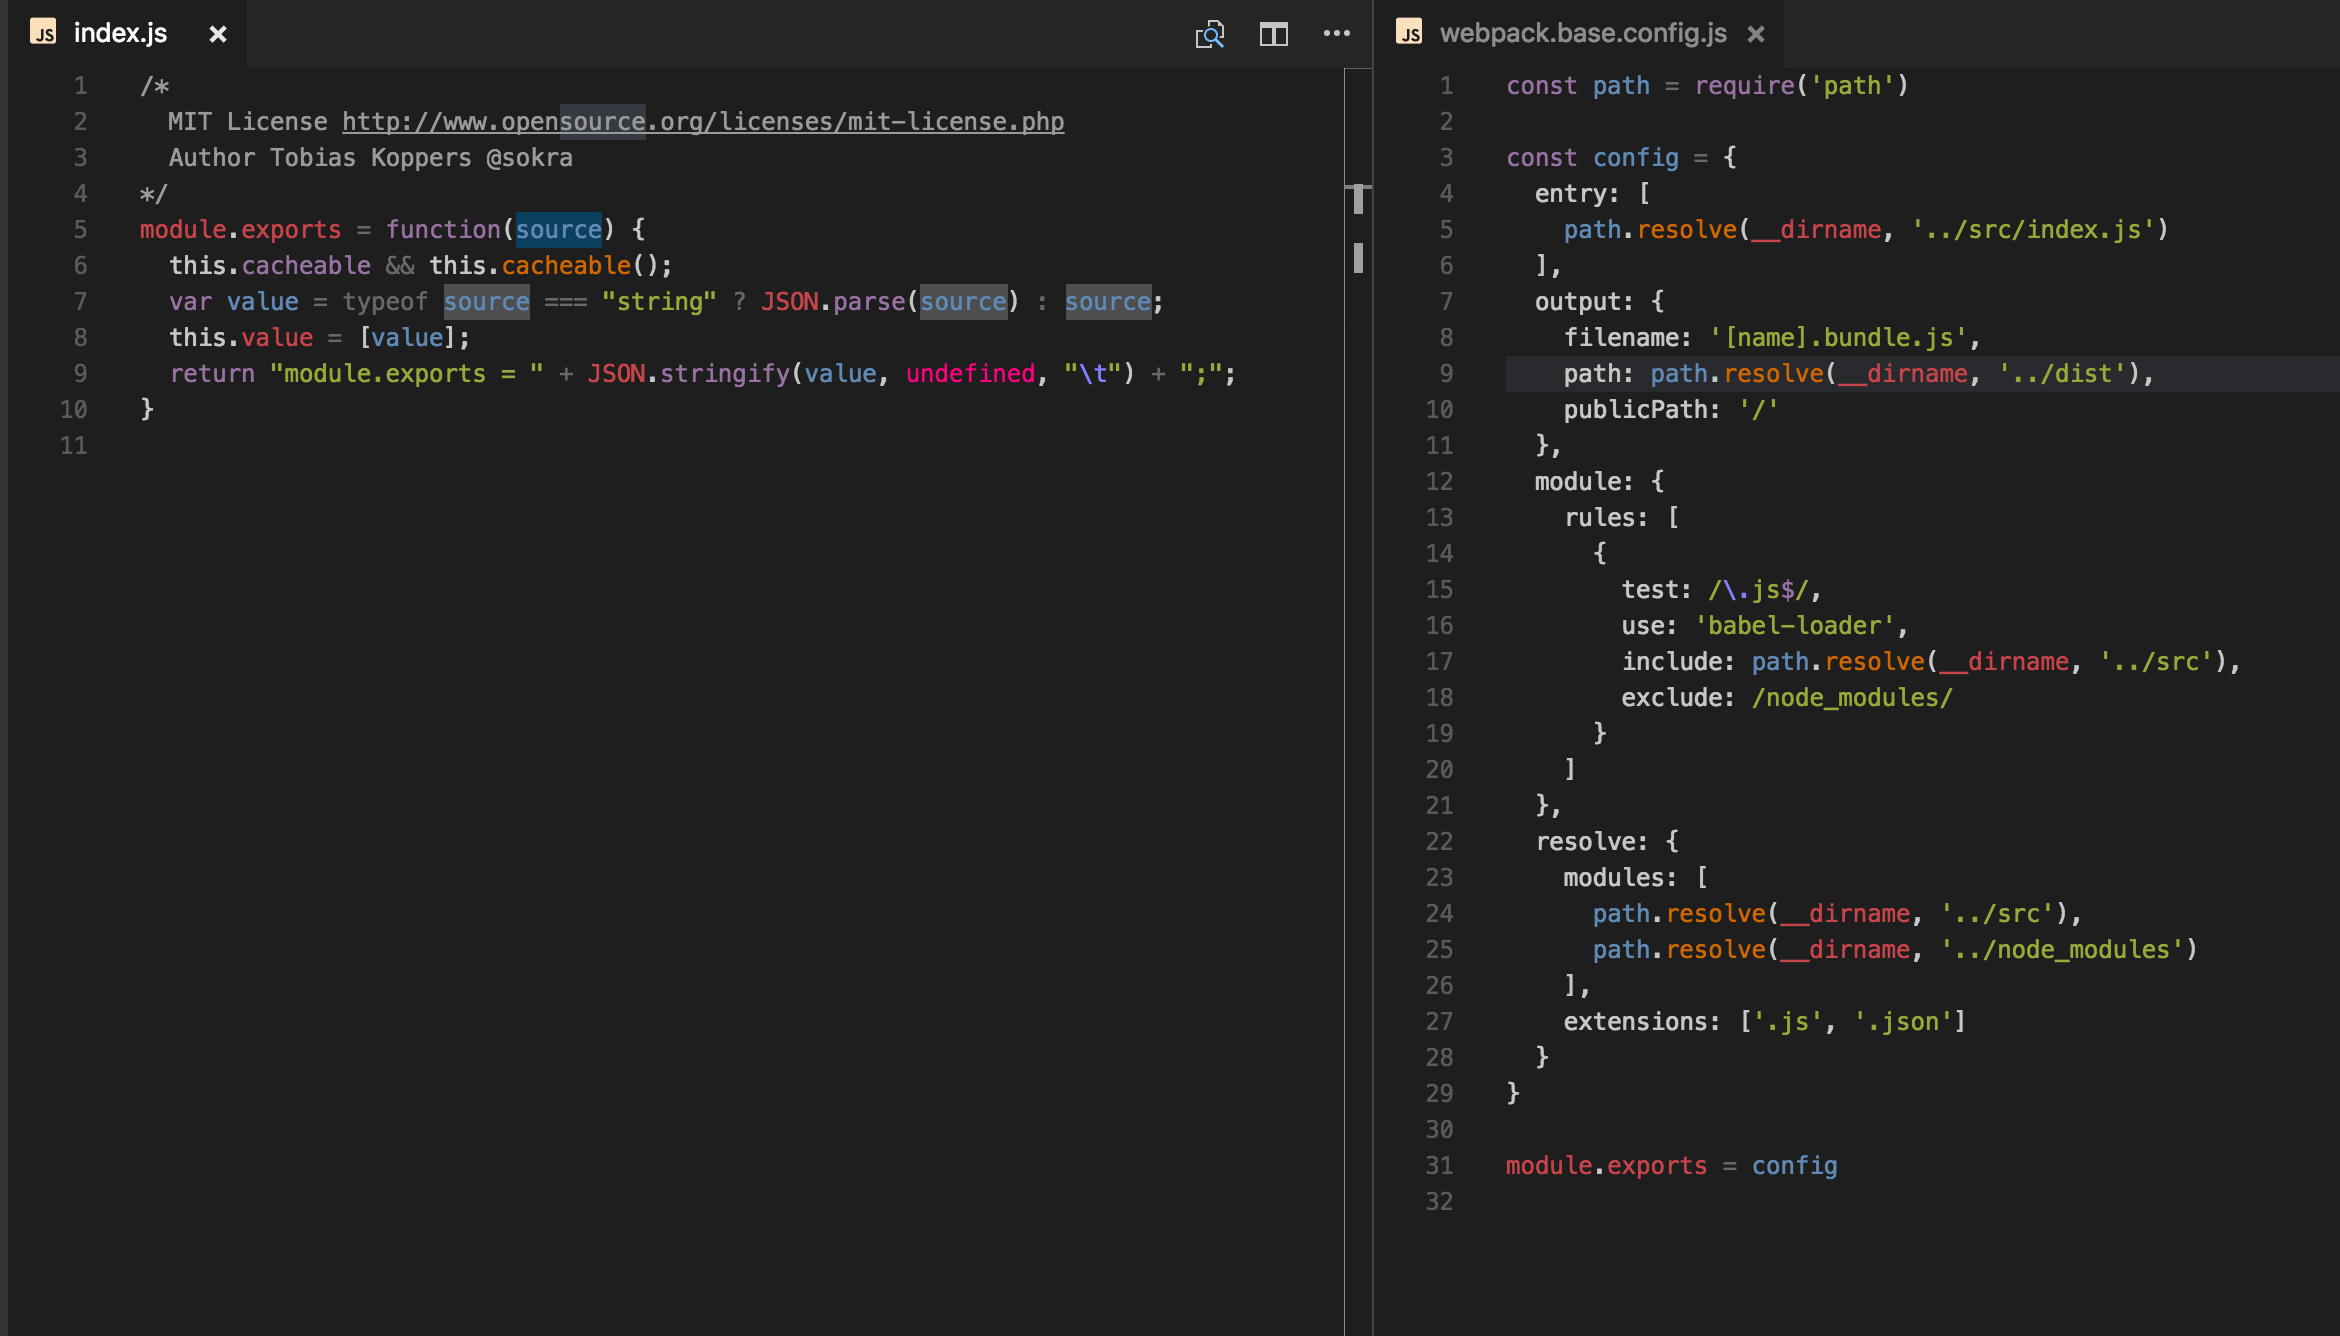 JS index.js ×
1 /*
2   MIT License http://www.opensource.org/licenses/mit-license.php
3   Author Tobias Koppers @sokra
4 */
5 module.exports = function(source) {
6   this.cacheable && this.cacheable();
7   var value = typeof source === "string" ? JSON.parse(source) : source;
8   this.value = [value];
9   return "module.exports = " + JSON.stringify(value, undefined, "\t") + ";";
10 }
11
JS webpack.base.config.js ×
1 const path = require('path')
2
3 const config = {
4   entry: [
5     path.resolve(__dirname, '../src/index.js')
6   ],
7   output: {
8     filename: '[name].bundle.js',
9     path: path.resolve(__dirname, '../dist'),
10     publicPath: '/'
11   },
12   module: {
13     rules: [
14       {
15         test: /\.js$/,
16         use: 'babel-loader',
17         include: path.resolve(__dirname, '../src'),
18         exclude: /node_modules/
19       }
20     ]
21   },
22   resolve: {
23     modules: [
24       path.resolve(__dirname, '../src'),
25       path.resolve(__dirname, '../node_modules')
26     ],
27     extensions: ['.js', '.json']
28   }
29 }
30
31 module.exports = config
32